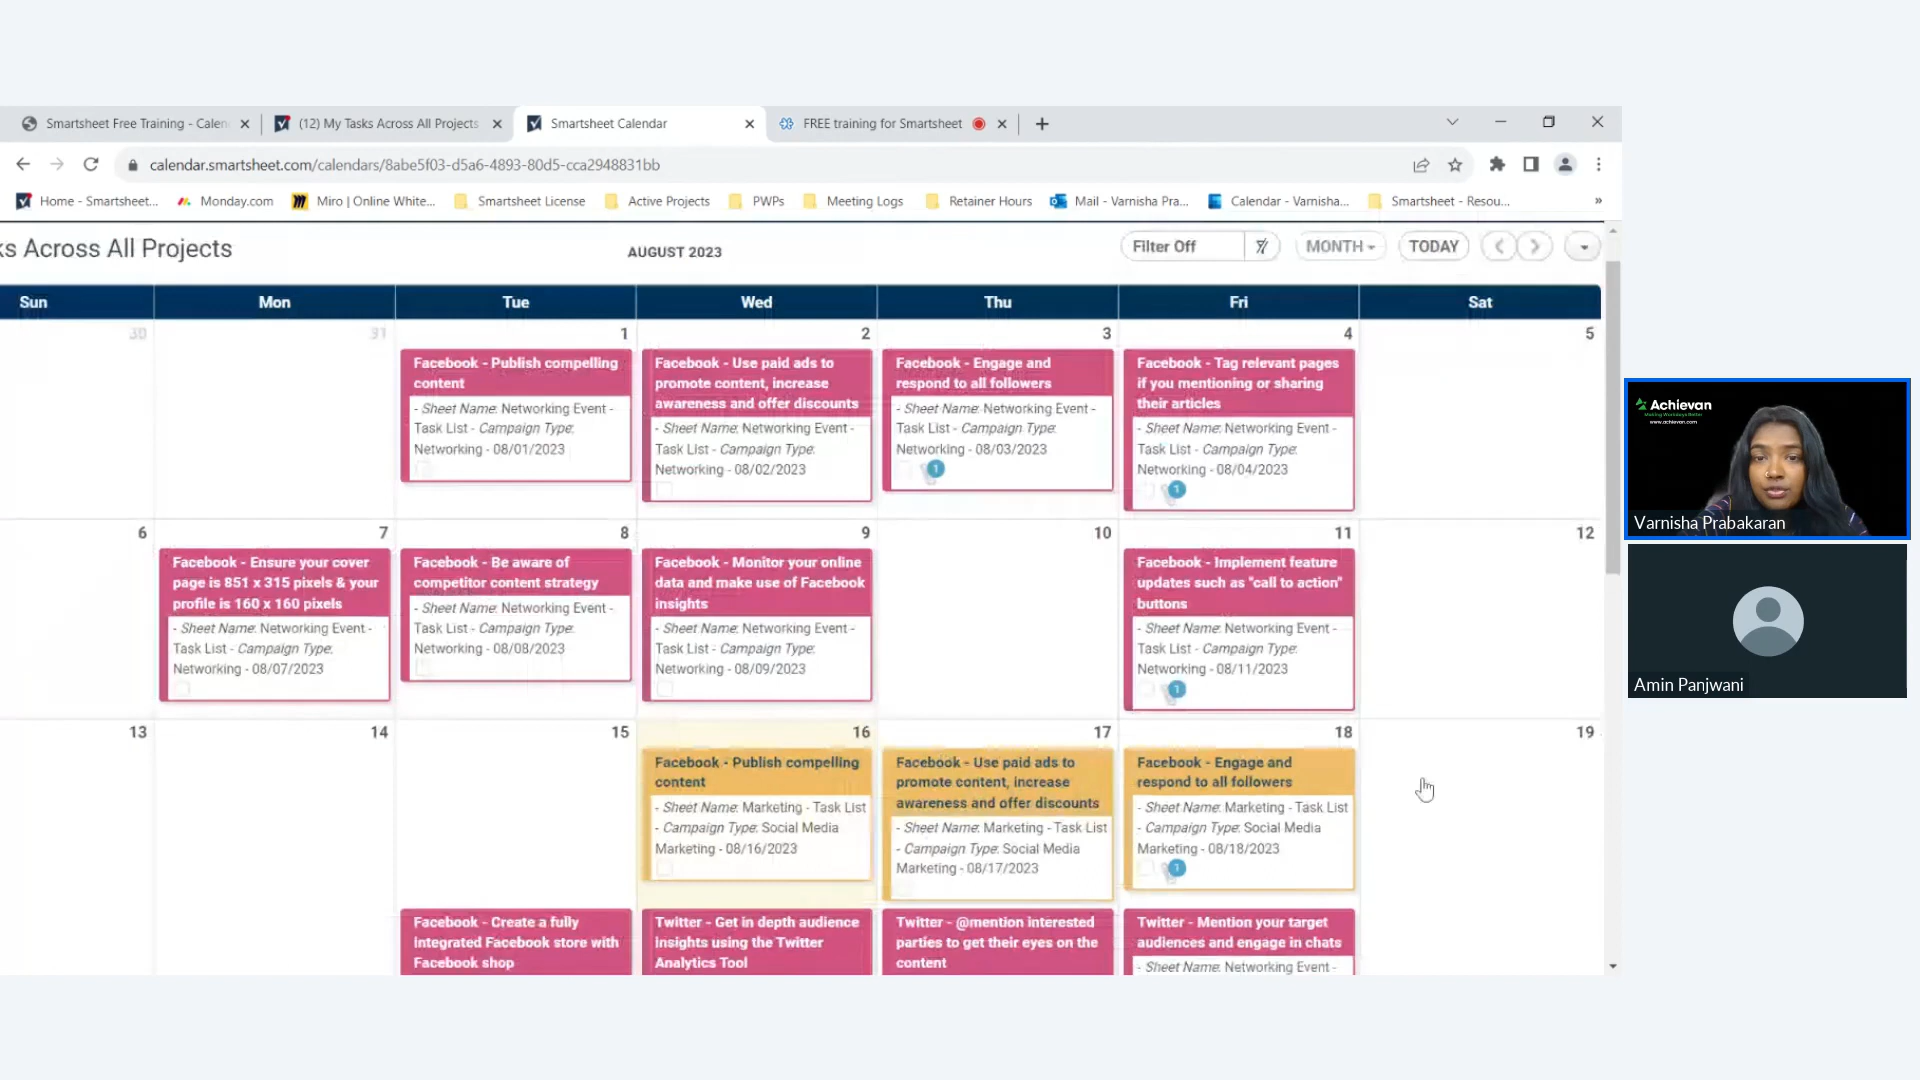 Smartsheet Free Training - Calen
(12) My Tasks Across All Projects
Smartsheet Calendar
FREE training for Smartsheet
calendar.smartsheet.com/calendars/8abe5f03-d5a6-4893-80d5-cca2948831bb
Home - Smartsheet...
Monday.com
Miro | Online White...
Smartsheet License
Active Projects
PWPs
Meeting Logs
Retainer Hours
Mail - Varnisha Pra...
Calendar - Varnisha...
Smartsheet - Resou...
»
ks Across All Projects
AUGUST 2023
Filter Off
MONTH
TODAY
Sun
Mon
Tue
Wed
Thu
Fri
Sat
30
31
1
2
3
4
5
Facebook - Publish compelling
content
- Sheet Name: Networking Event -
Task List - Campaign Type:
Networking - 08/01/2023
Facebook - Use paid ads to
promote content, increase
awareness and offer discounts
- Sheet Name: Networking Event -
Task List - Campaign Type:
Networking - 08/02/2023
Facebook - Engage and
respond to all followers
- Sheet Name: Networking Event -
Task List - Campaign Type:
Networking - 08/03/2023
1
Facebook - Tag relevant pages
if you mentioning or sharing
their articles
- Sheet Name: Networking Event -
Task List - Campaign Type:
Networking - 08/04/2023
1
6
7
8
9
10
11
12
Facebook - Ensure your cover
page is 851 x 315 pixels & your
profile is 160 x 160 pixels
- Sheet Name: Networking Event -
Task List - Campaign Type:
Networking - 08/07/2023
Facebook - Be aware of
competitor content strategy
- Sheet Name: Networking Event -
Task List - Campaign Type:
Networking - 08/08/2023
Facebook - Monitor your online
data and make use of Facebook
insights
- Sheet Name: Networking Event -
Task List - Campaign Type:
Networking - 08/09/2023
Facebook - Implement feature
updates such as "call to action"
buttons
- Sheet Name: Networking Event -
Task List - Campaign Type:
Networking - 08/11/2023
1
13
14
15
16
17
18
19
Facebook - Publish compelling
content
- Sheet Name: Marketing - Task List
- Campaign Type: Social Media
Marketing - 08/16/2023
Facebook - Use paid ads to
promote content, increase
awareness and offer discounts
- Sheet Name: Marketing - Task List
- Campaign Type: Social Media
Marketing - 08/17/2023
Facebook - Engage and
respond to all followers
- Sheet Name: Marketing - Task List
- Campaign Type: Social Media
Marketing - 08/18/2023
1
Facebook - Create a fully
integrated Facebook store with
Facebook shop
Twitter - Get in depth audience
insights using the Twitter
Analytics Tool
Twitter - @mention interested
parties to get their eyes on the
content
Twitter - Mention your target
audiences and engage in chats
- Sheet Name: Networking Event -
Achievan
Making Workdays Better
www.achievan.com
Varnisha Prabakaran
Amin Panjwani